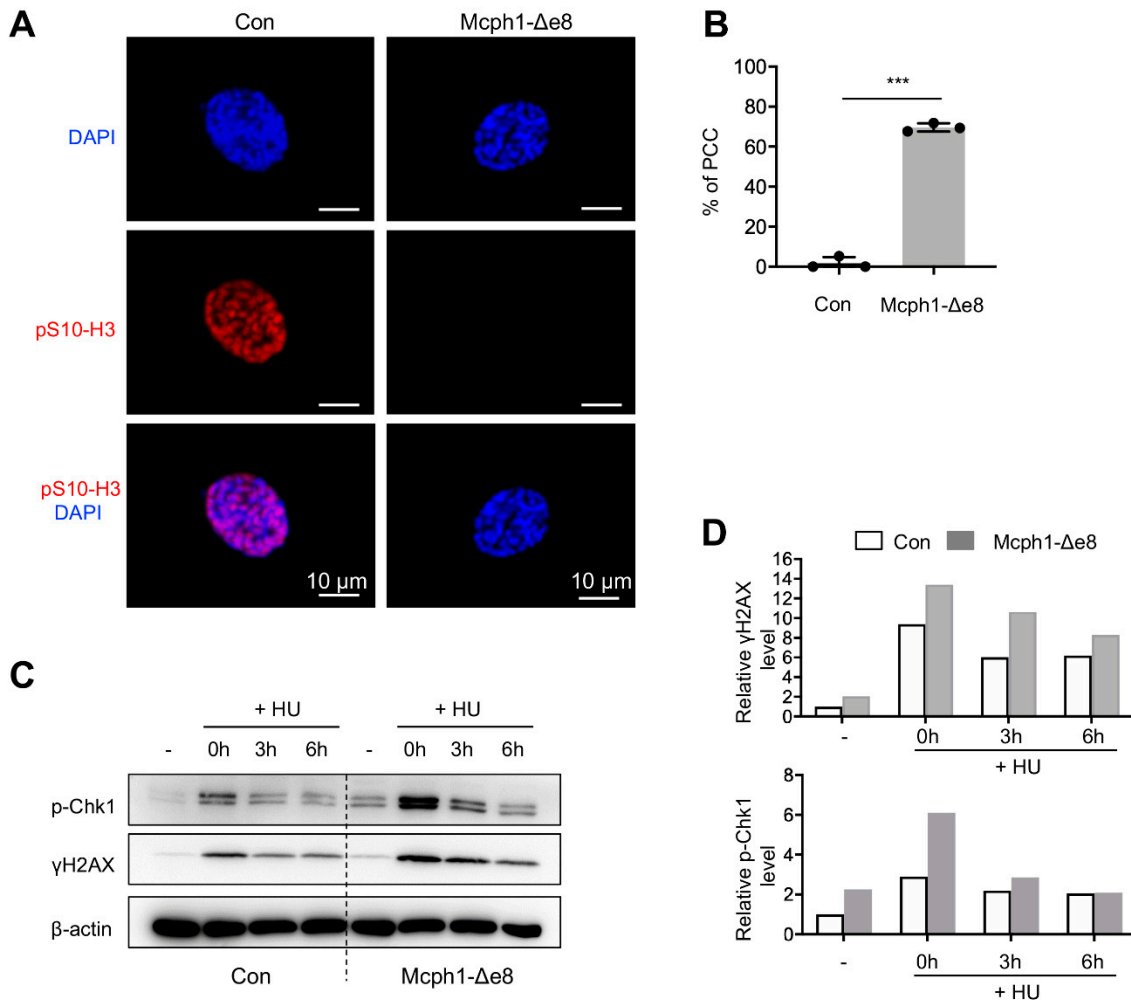 A
Con
Mcph1-Δe8
DAPI
pS10-H3
pS10-H3
DAPI
10 μm
10 μm
B
100
80
60
40
20
0
% of PCC
***
Con
Mcph1-Δe8
C
+ HU
+ HU
-
0h
3h
6h
-
0h
3h
6h
p-Chk1
γH2AX
β-actin
Con
Mcph1-Δe8
D
Con
Mcph1-Δe8
Relative γH2AX
level
16
14
12
10
8
6
4
2
0
-
0h
3h
6h
+ HU
Relative p-Chk1
level
8
6
4
2
0
-
0h
3h
6h
+ HU